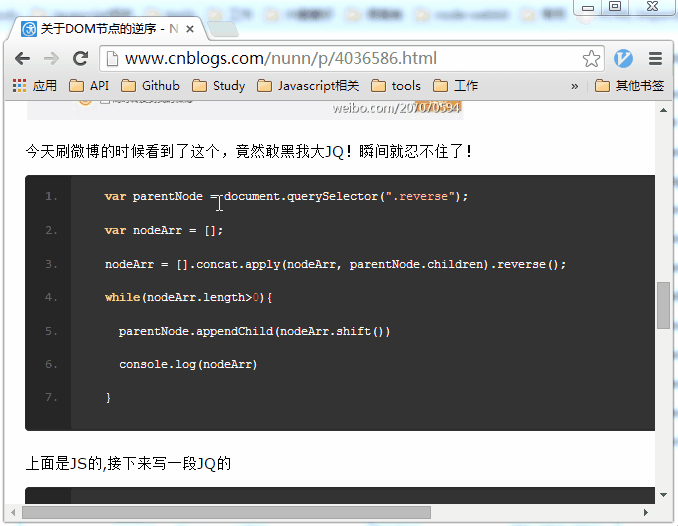 关于DOM节点的逆序 - N
www.cnblogs.com/nunn/p/4036586.html
应用 API Github Study Javascript相关 tools 工作 » 其他书签
weibo.com/207070594
今天刷微博的时候看到了这个，竟然敢黑我大JQ！瞬间就忍不住了！
1. var parentNode = document.querySelector(".reverse");
2. var nodeArr = [];
3. nodeArr = [].concat.apply(nodeArr, parentNode.children).reverse();
4. while(nodeArr.length>0){
5. parentNode.appendChild(nodeArr.shift())
6. console.log(nodeArr)
7. }
上面是JS的,接下来写一段JQ的